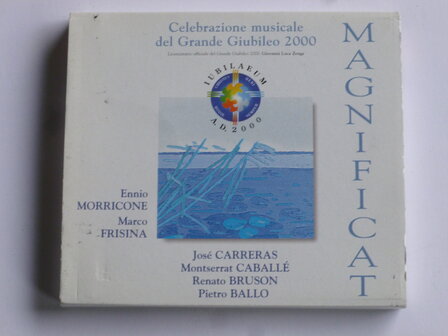 Celebrazione musicale
del Grande Giubileo 2000
IUBILAEUM
A.D. 2000
MAGNIFICAT
Ennio
MORRICONE
Marco
FRISINA
José CARRERAS
Montserrat CABALLÉ
Renato BRUSON
Pietro BALLO